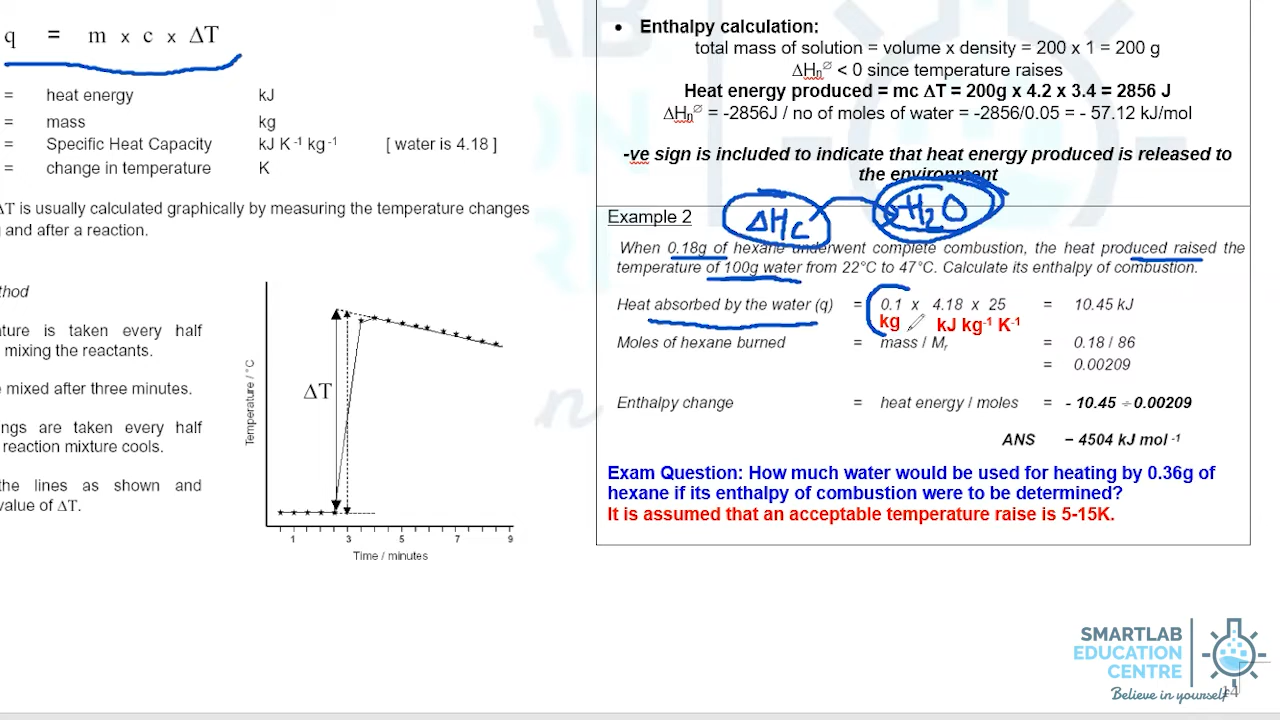 q = m x c x ΔT
= heat energy kJ
= mass kg
= Specific Heat Capacity kJ K -1 kg -1 [ water is 4.18 ]
= change in temperature K
ΔT is usually calculated graphically by measuring the temperature changes
and after a reaction.
ture is taken every half
mixing the reactants.
mixed after three minutes.
ngs are taken every half
reaction mixture cools.
the lines as shown and
value of ΔT.
ΔT
Temperature / °C
1 3 5 7 9
Time / minutes
• Enthalpy calculation:
total mass of solution = volume x density = 200 x 1 = 200 g
ΔHn⦵ < 0 since temperature raises
Heat energy produced = mc ΔT = 200g x 4.2 x 3.4 = 2856 J
ΔHn⦵ = -2856J / no of moles of water = -2856/0.05 = - 57.12 kJ/mol
-ve sign is included to indicate that heat energy produced is released to
the environment
ΔHc H2O
Example 2
When 0.18g of hexane underwent complete combustion, the heat produced raised the
temperature of 100g water from 22°C to 47°C. Calculate its enthalpy of combustion.
Heat absorbed by the water (q) = 0.1 x 4.18 x 25 = 10.45 kJ
kg kJ kg-1 K-1
Moles of hexane burned = mass / Mr = 0.18 / 86
= 0.00209
Enthalpy change = heat energy / moles = - 10.45 ÷ 0.00209
ANS – 4504 kJ mol -1
Exam Question: How much water would be used for heating by 0.36g of
hexane if its enthalpy of combustion were to be determined?
It is assumed that an acceptable temperature raise is 5-15K.
SMARTLAB
EDUCATION
CENTRE
Believe in yourself